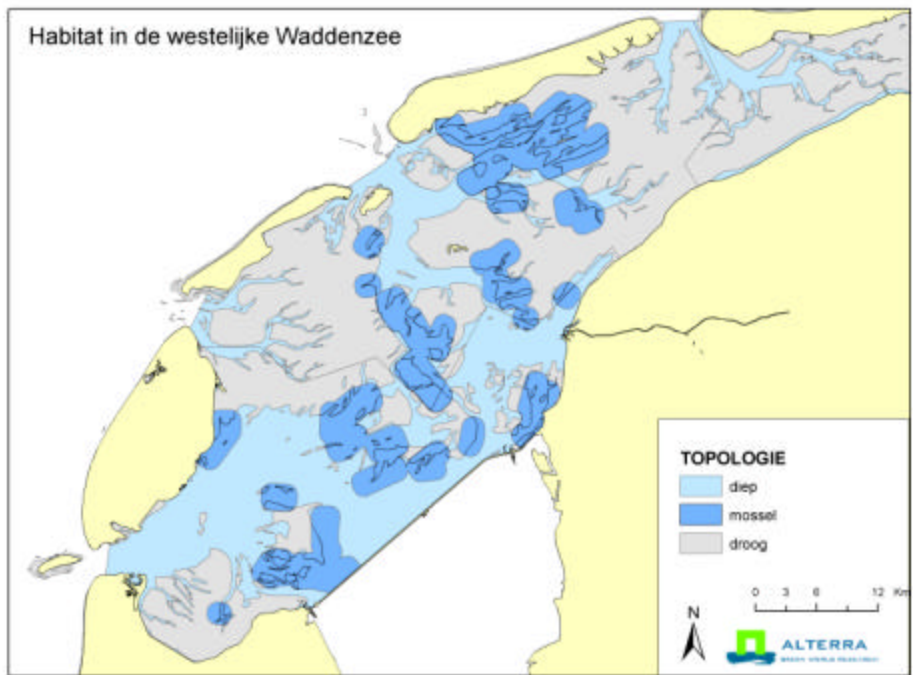 Habitat in de westelijke Waddenzee
TOPOLOGIE
diep
mossel
droog
0 3 6 12 Km
N
ALTERRA